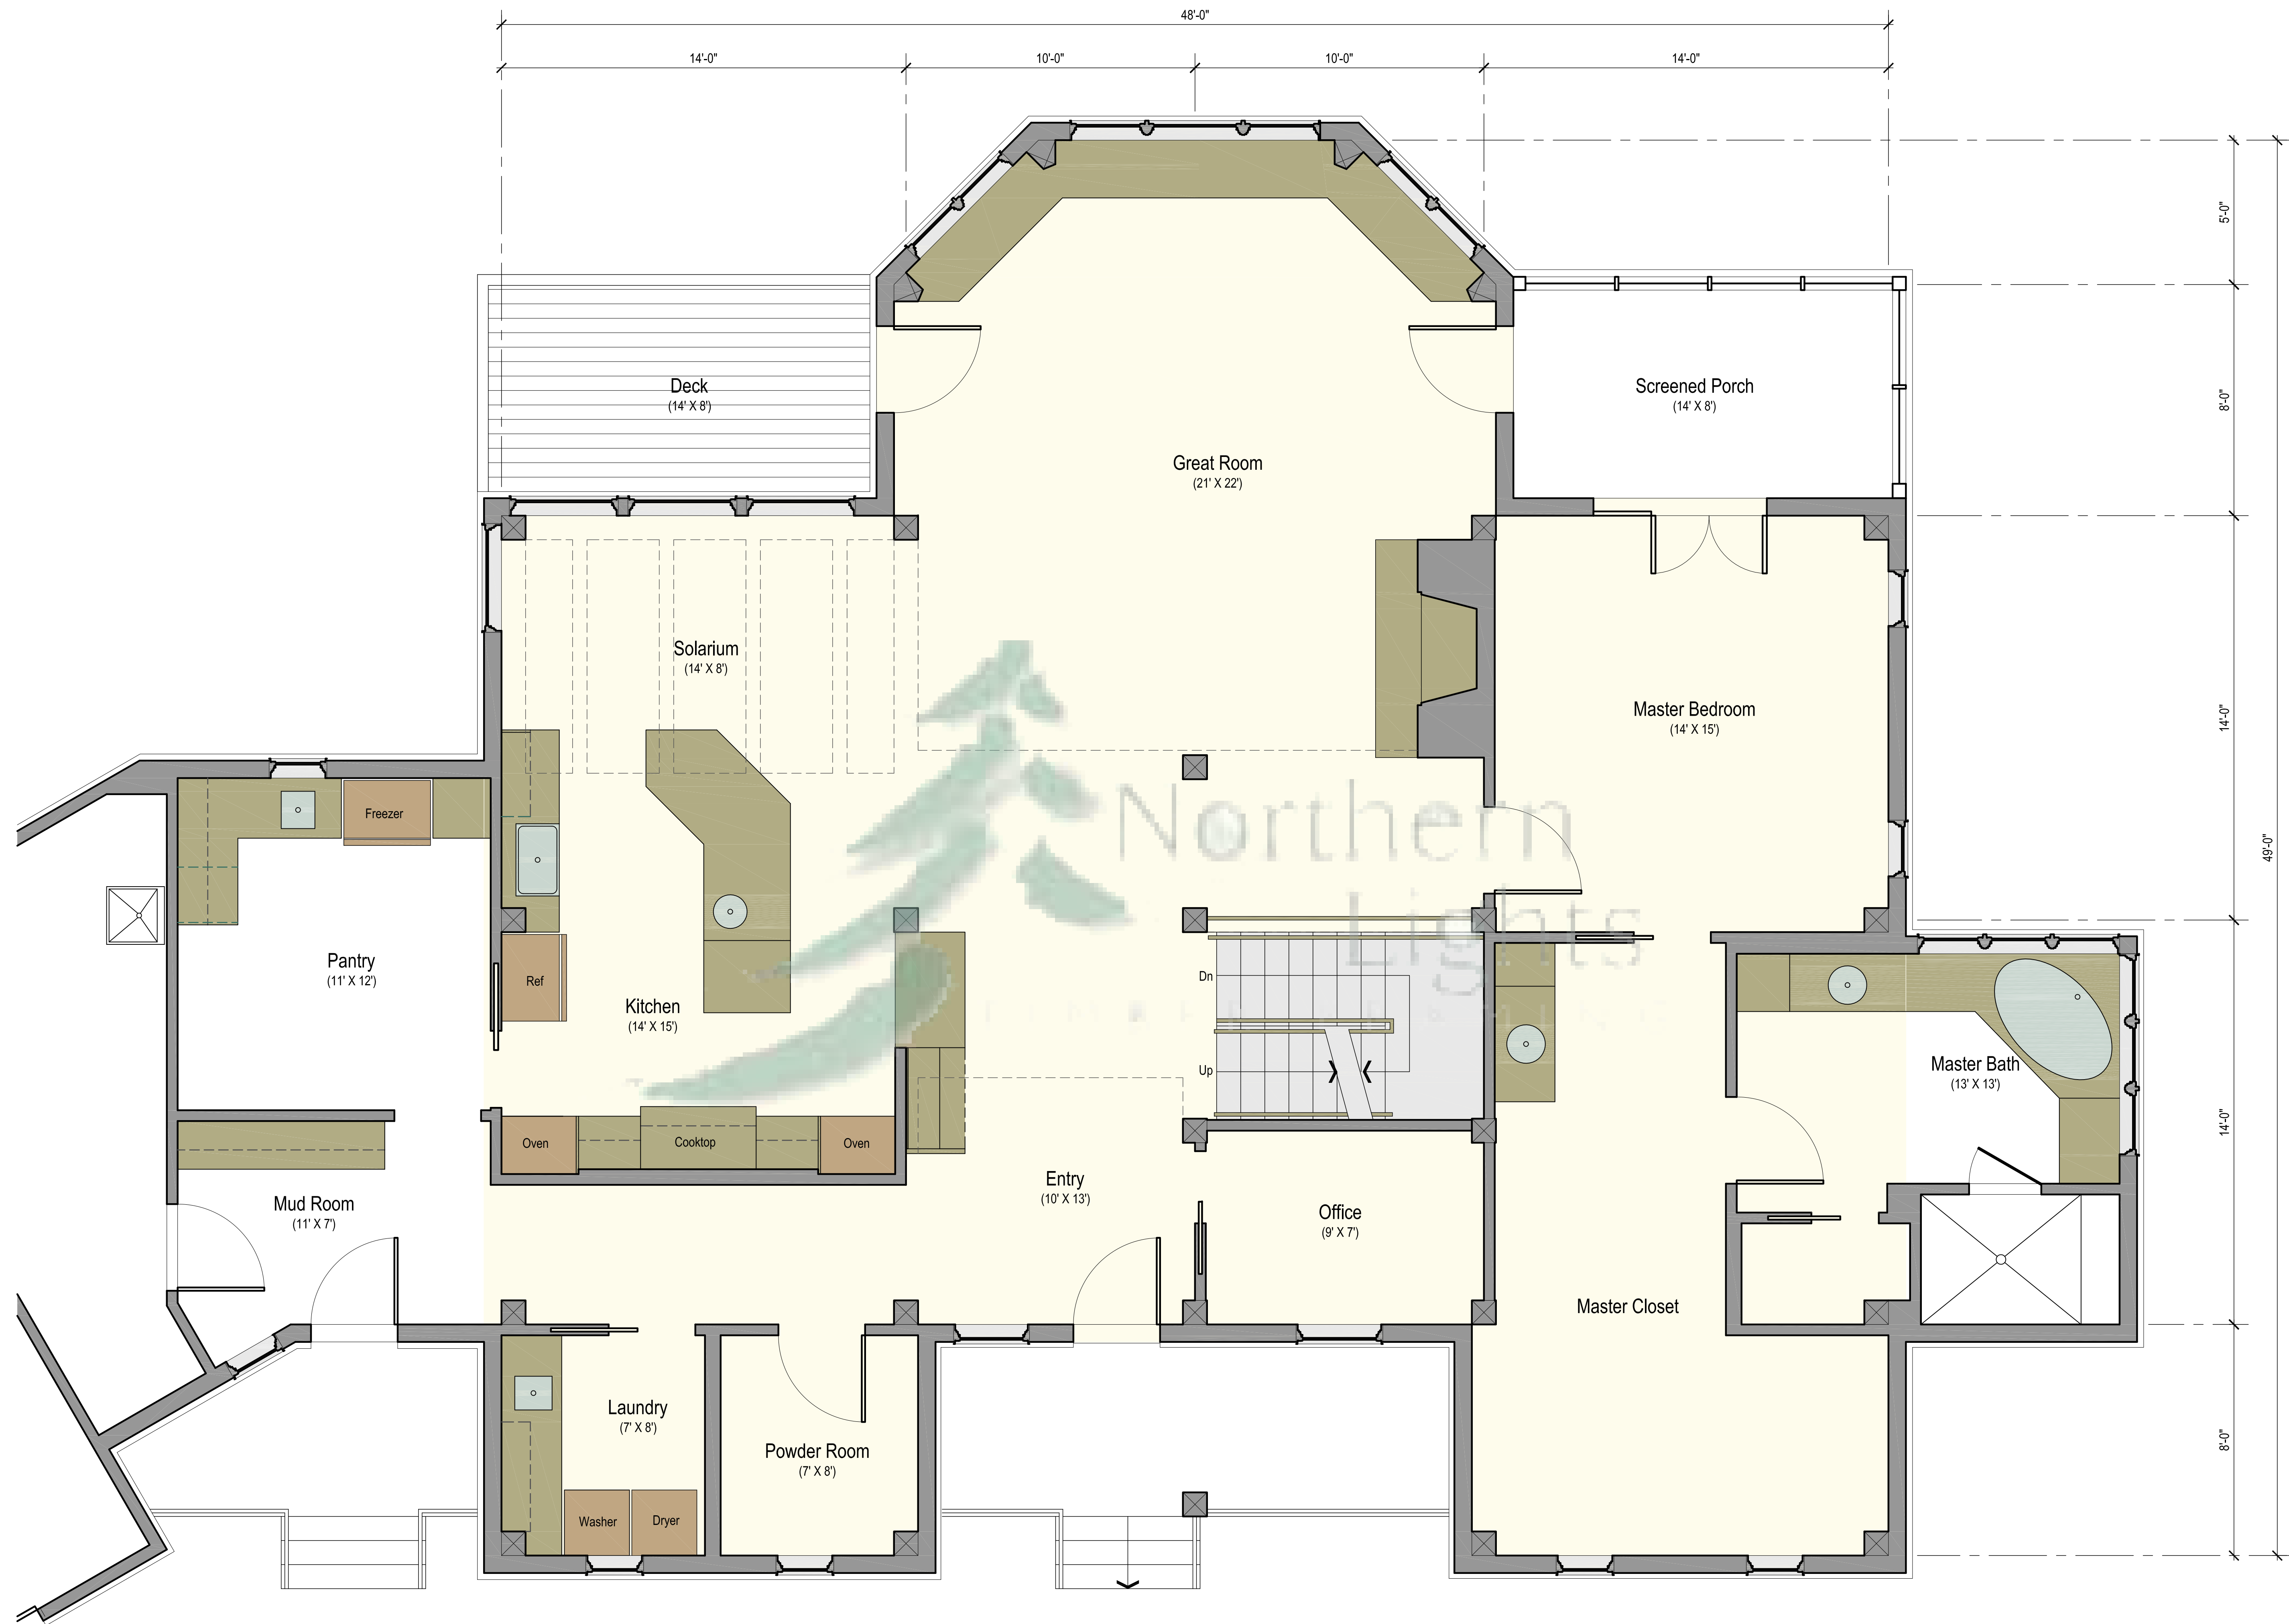 48'-0"
14'-0"
10'-0"
10'-0"
14'-0"
5'-0"
8'-0"
14'-0"
49'-0"
14'-0"
8'-0"
Deck
(14' X 8')
Screened Porch
(14' X 8')
Great Room
(21' X 22')
Solarium
(14' X 8')
Master Bedroom
(14' X 15')
Northern
Lights
Freezer
Pantry
(11' X 12')
Ref
Kitchen
(14' X 15')
Dn
Up
Master Bath
(13' X 13')
Oven
Cooktop
Oven
Mud Room
(11' X 7')
Entry
(10' X 13')
Office
(9' X 7')
Master Closet
Laundry
(7' X 8')
Powder Room
(7' X 8')
Washer
Dryer